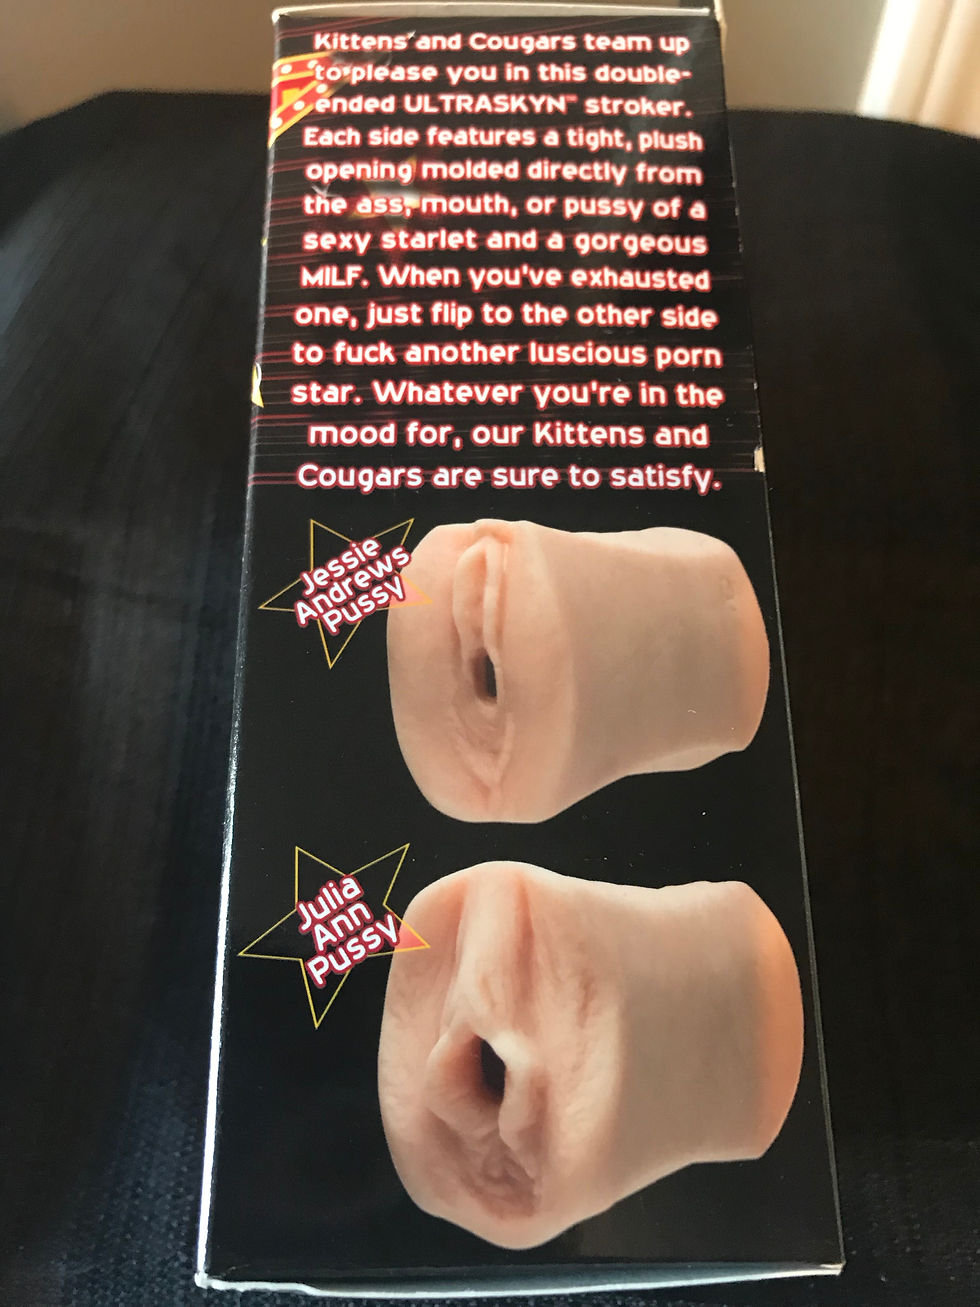 Kittens and Cougars team up
to please you in this double-
ended ULTRASKYN™ stroker.
Each side features a tight, plush
opening molded directly from
the ass, mouth, or pussy of a
sexy starlet and a gorgeous
MILF. When you've exhausted
one, just flip to the other side
to fuck another luscious porn
star. Whatever you're in the
mood for, our Kittens and
Cougars are sure to satisfy.
Jessie
Andrews
Pussy
Julia
Ann
Pussy